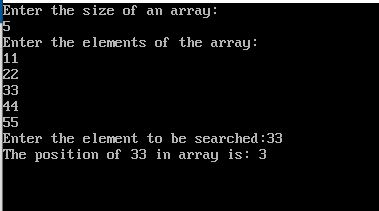 Enter the size of an array:
5
Enter the elements of the array:
11
22
33
44
55
Enter the element to be searched:33
The position of 33 in array is: 3